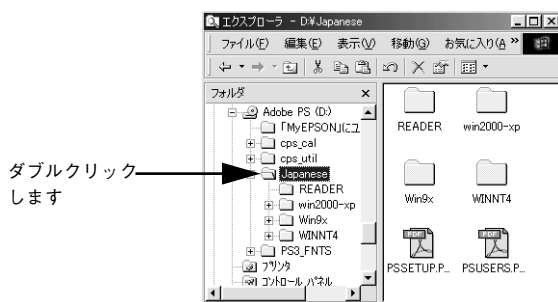 エクスプローラ - D:¥Japanese
ファイル(F) 編集(E) 表示(V) 移動(G) お気に入り(A »
フォルダ ×
Adobe PS (D:)
「MyEPSON」にユ
cps_cal
cps_util
Japanese
READER
win2000-xp
Win9x
WINNT4
PS3_FNTS
プリンタ
コントロール パネル
READER win2000-xp
Win9x WINNT4
PDF PDF
PSSETUP.P... PSUSERS.P...
ダブルクリック
します